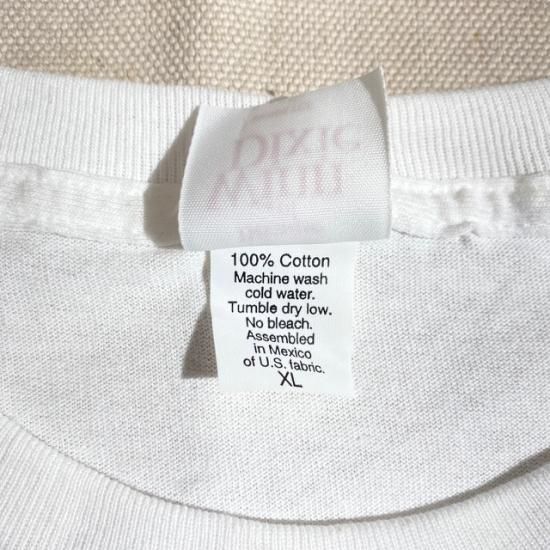 100% Cotton
Machine wash
cold water.
Tumble dry low.
No bleach.
Assembled
in Mexico
of U.S. fabric.
XL